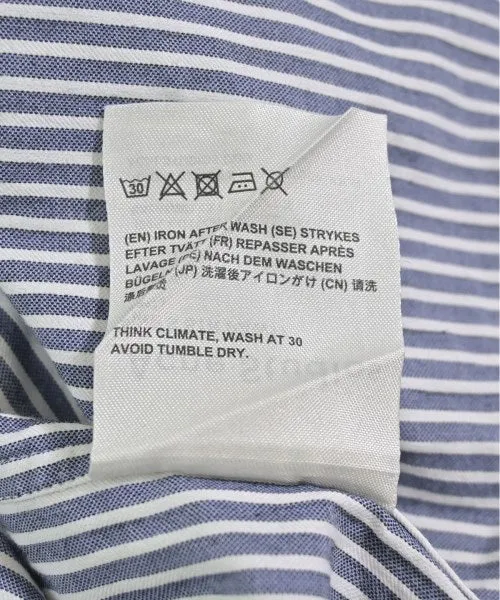 30
(EN) IRON AFTER WASH (SE) STRYKES
EFTER TVÄTT (FR) REPASSER APRÈS
LAVAGE NACH DEM WASCHEN
BÜGELN (JP) 洗濯後アイロンがけ (CN) 请洗
THINK CLIMATE, WASH AT 30
AVOID TUMBLE DRY.